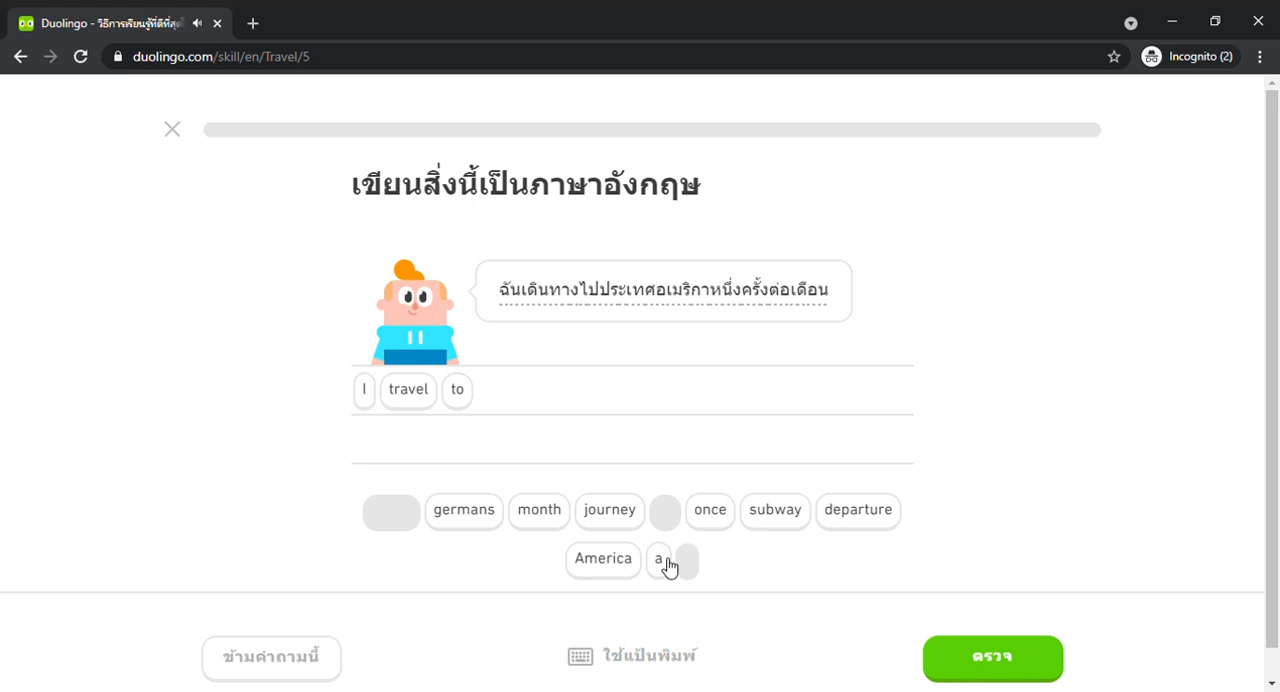 Duolingo - วิธีการเรียนรู้ที่ดีที่สุดใ
duolingo.com/skill/en/Travel/5
Incognito (2)
เขียนสิ่งนี้เป็นภาษาอังกฤษ
ฉันเดินทางไปประเทศอเมริกาหนึ่งครั้งต่อเดือน
I travel to
germans month journey once subway departure
America a
ข้ามคำถามนี้ ใช้แป้นพิมพ์ ตรวจ